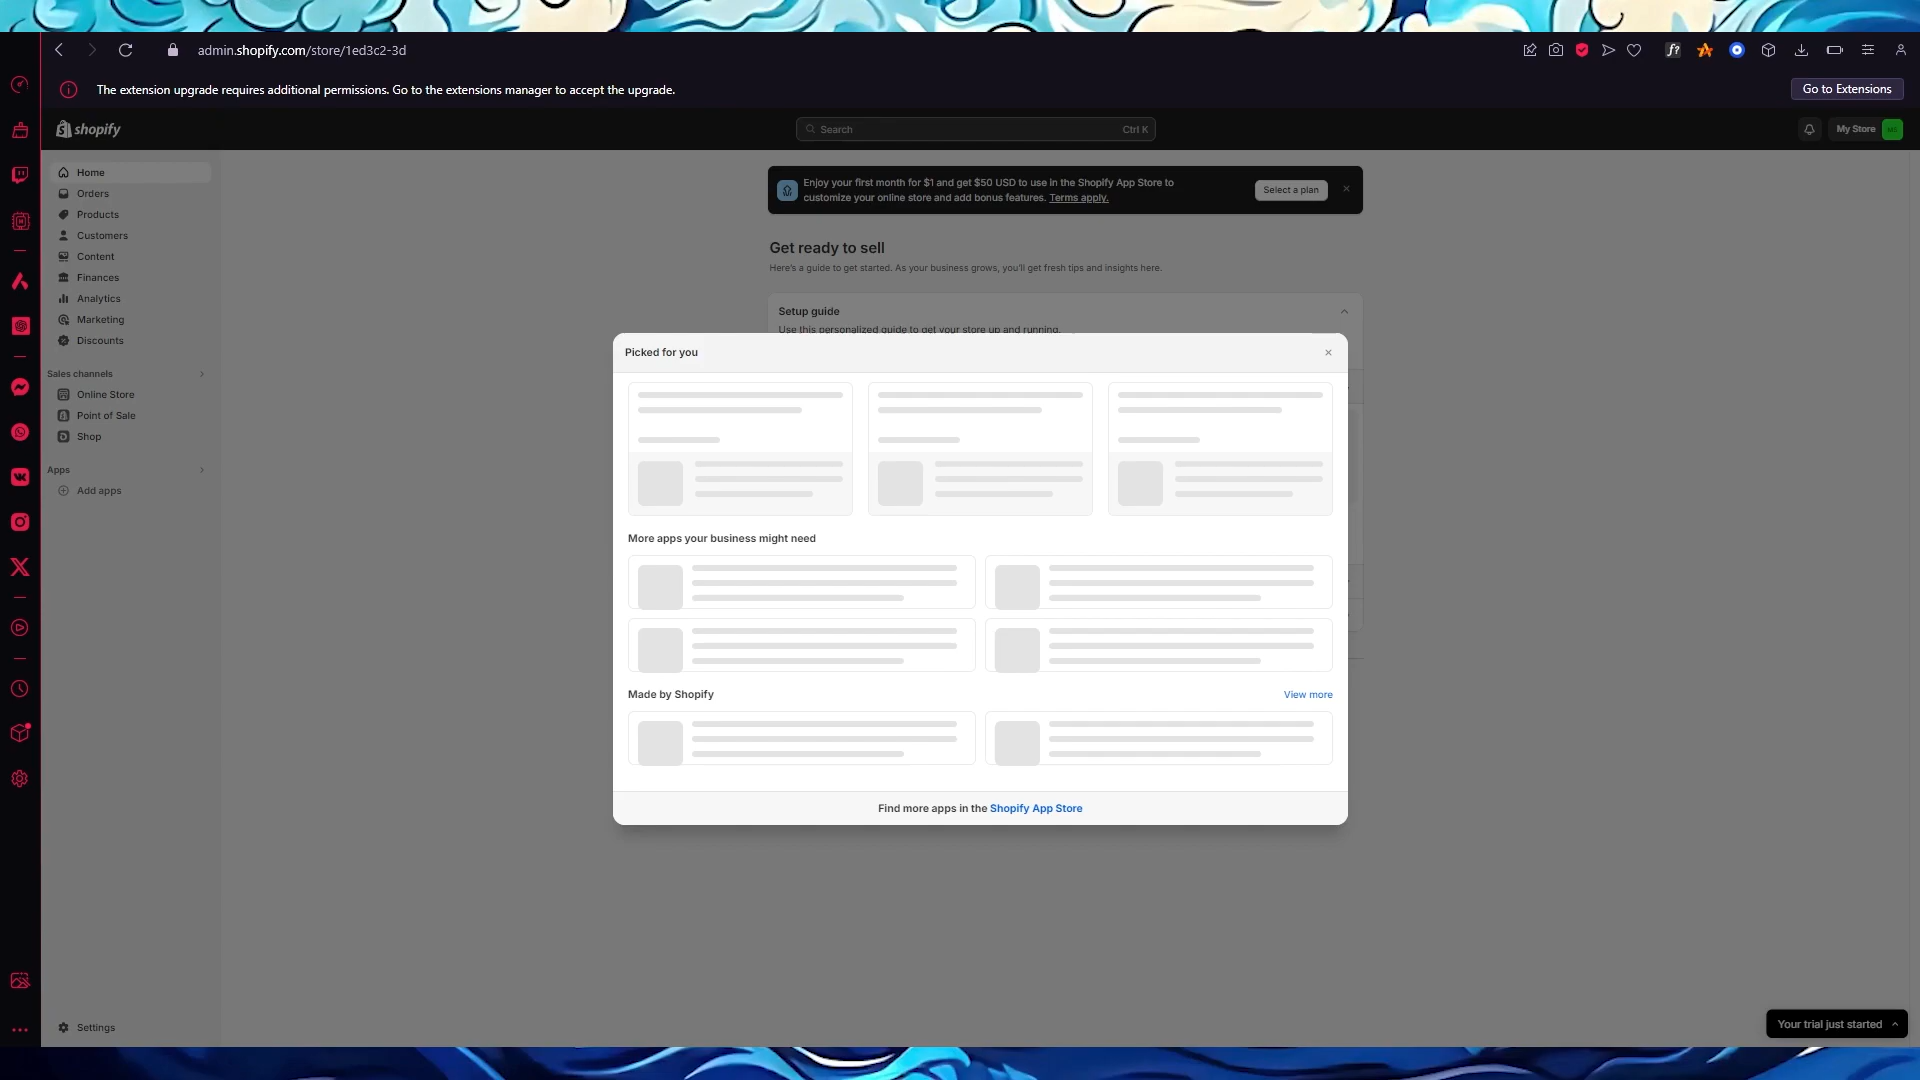 admin.shopify.com/store/1ed3c2-3d
The extension upgrade requires additional permissions. Go to the extensions manager to accept the upgrade.
Go to Extensions
shopify
Search
Ctrl K
My Store
Home
Orders
Products
Customers
Content
Finances
Analytics
Marketing
Discounts
Sales channels
Online Store
Point of Sale
Shop
Apps
Add apps
Settings
Enjoy your first month for $1 and get $50 USD to use in the Shopify App Store to
customize your online store and add bonus features. Terms apply.
Select a plan
Get ready to sell
Here's a guide to get started. As your business grows, you'll get fresh tips and insights here.
Setup guide
Use this personalized guide to get your store up and running.
Picked for you
More apps your business might need
Made by Shopify
View more
Find more apps in the Shopify App Store
Your trial just started